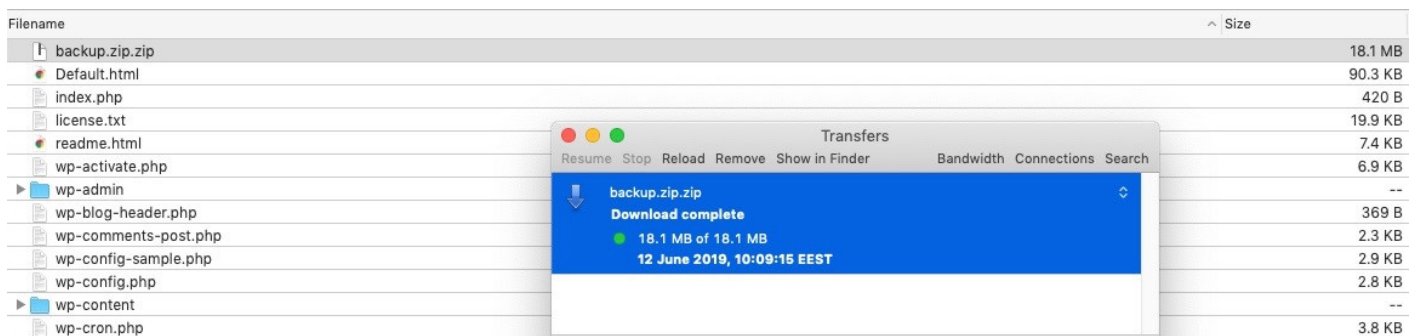 Filename Size
backup.zip.zip 18.1 MB
Default.html 90.3 KB
index.php 420 B
license.txt 19.9 KB
readme.html 7.4 KB
wp-activate.php 6.9 KB
wp-admin --
wp-blog-header.php 369 B
wp-comments-post.php 2.3 KB
wp-config-sample.php 2.9 KB
wp-config.php 2.8 KB
wp-content --
wp-cron.php 3.8 KB
Transfers
Resume Stop Reload Remove Show in Finder Bandwidth Connections Search
backup.zip.zip
Download complete
18.1 MB of 18.1 MB
12 June 2019, 10:09:15 EEST